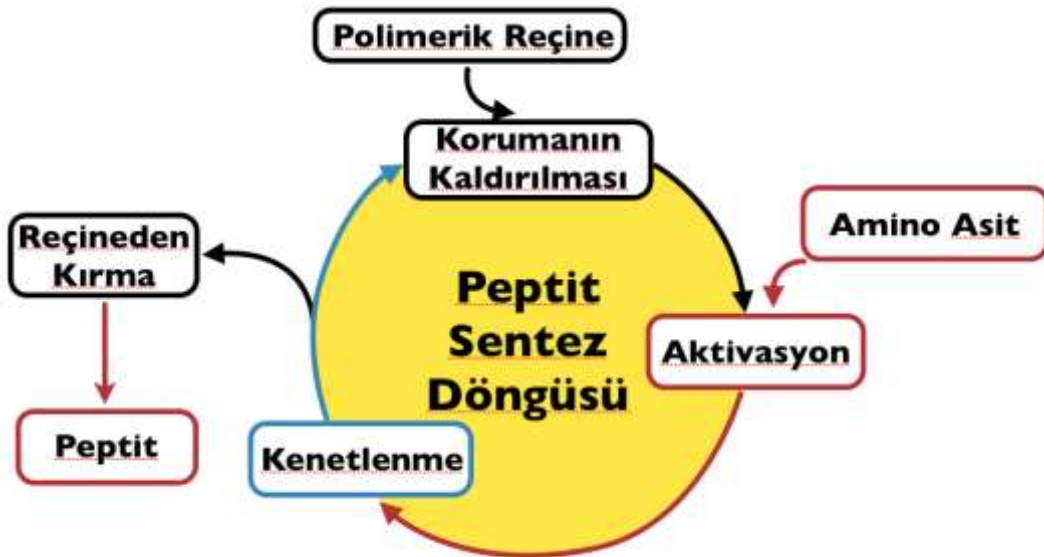 Polimerik Reçine
Korumanın
Kaldırılması
Amino Asit
Reçineden
Kırma
Peptit
Sentez
Döngüsü
Aktivasyon
Peptit
Kenetlenme